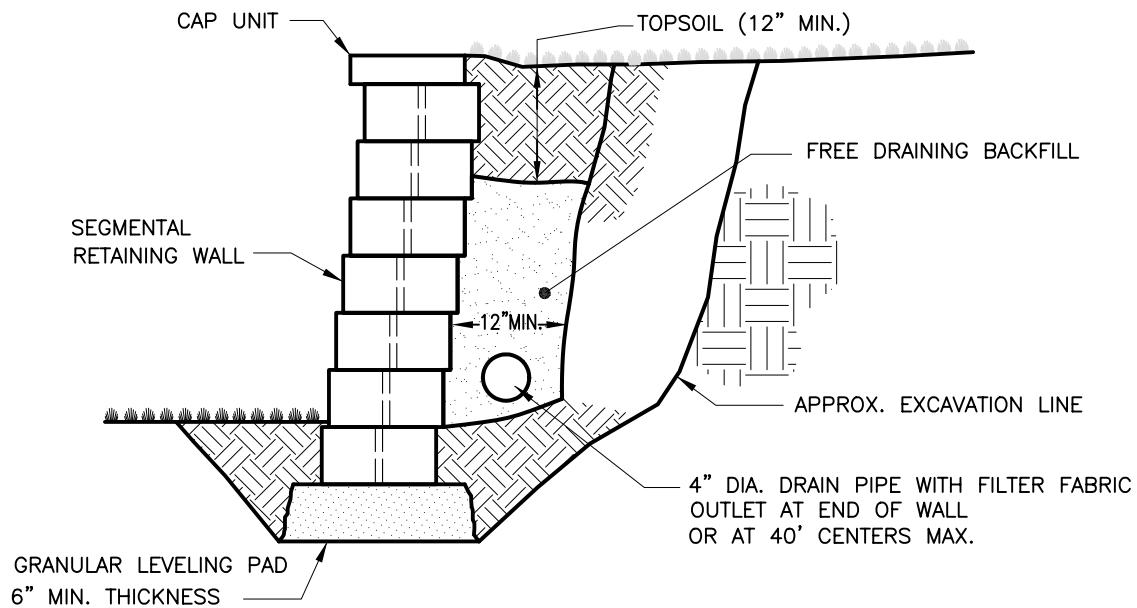 CAP UNIT
TOPSOIL (12" MIN.)
FREE DRAINING BACKFILL
SEGMENTAL
RETAINING WALL
12"MIN.
APPROX. EXCAVATION LINE
4" DIA. DRAIN PIPE WITH FILTER FABRIC
OUTLET AT END OF WALL
OR AT 40' CENTERS MAX.
GRANULAR LEVELING PAD
6" MIN. THICKNESS